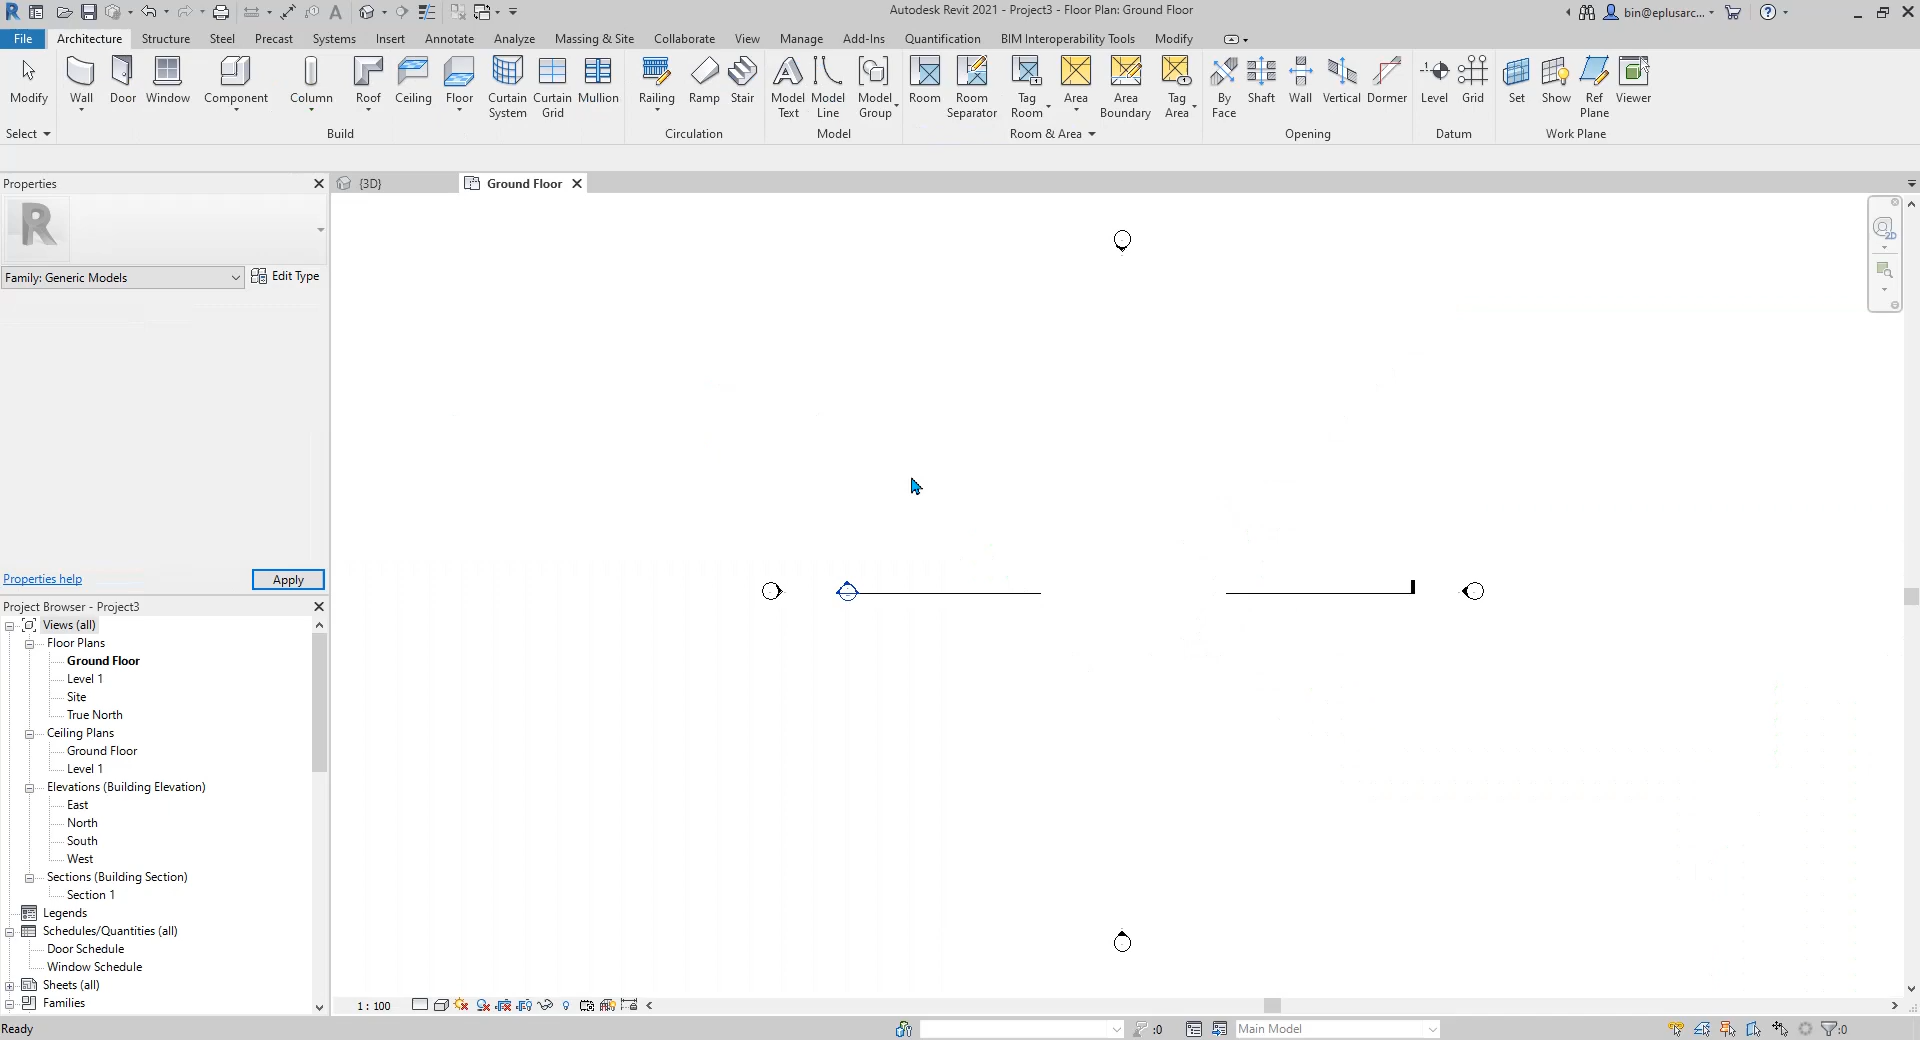 Autodesk Revit 2021 - Project3 - Floor Plan: Ground Floor
bin@eplusarc...
File Architecture Structure Steel Precast Systems Insert Annotate Analyze Massing & Site Collaborate View Manage Add-Ins Quantification BIM Interoperability Tools Modify
Modify Wall Door Window Component Column Roof Ceiling Floor Curtain System Curtain Grid Mullion Railing Ramp Stair Model Text Model Line Model Group Room Room Separator Tag Room Area Area Boundary Tag Area By Face Shaft Wall Vertical Dormer Level Grid Set Show Ref Plane Viewer
Select Build Circulation Model Room & Area Opening Datum Work Plane
Properties
{3D} Ground Floor
R
2D
Family: Generic Models Edit Type
Properties help Apply
Project Browser - Project3
Views (all)
Floor Plans
Ground Floor
Level 1
Site
True North
Ceiling Plans
Ground Floor
Level 1
Elevations (Building Elevation)
East
North
South
West
Sections (Building Section)
Section 1
Legends
Schedules/Quantities (all)
Door Schedule
Window Schedule
Sheets (all)
Families
1 : 100
Ready :0 Main Model :0